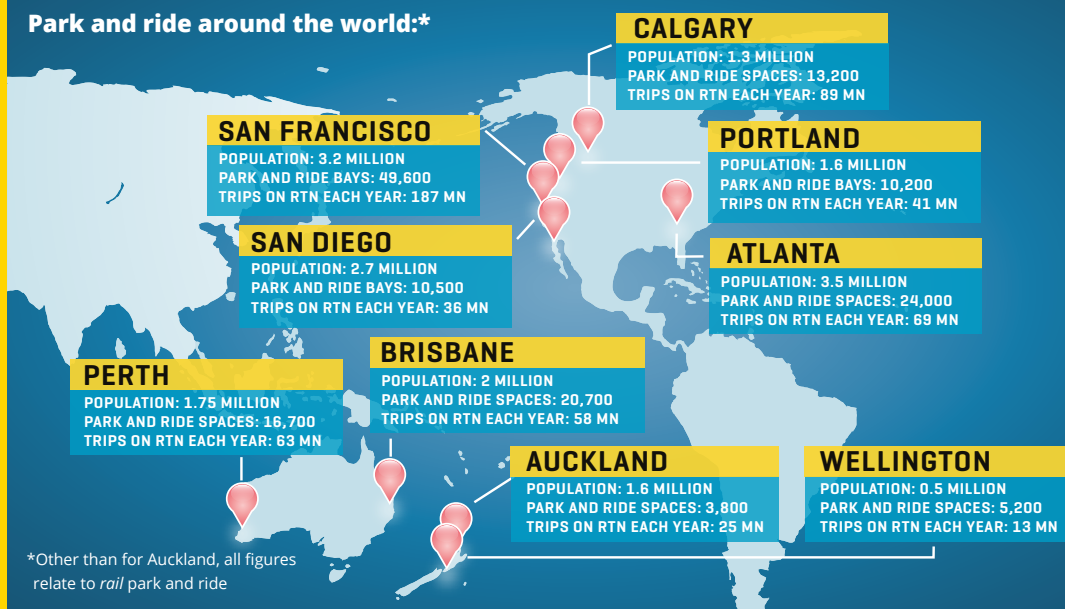 Park and ride around the world:*
CALGARY
POPULATION: 1.3 MILLION
PARK AND RIDE SPACES: 13,200
TRIPS ON RTN EACH YEAR: 89 MN
SAN FRANCISCO
POPULATION: 3.2 MILLION
PARK AND RIDE BAYS: 49,600
TRIPS ON RTN EACH YEAR: 187 MN
PORTLAND
POPULATION: 1.6 MILLION
PARK AND RIDE BAYS: 10,200
TRIPS ON RTN EACH YEAR: 41 MN
SAN DIEGO
POPULATION: 2.7 MILLION
PARK AND RIDE BAYS: 10,500
TRIPS ON RTN EACH YEAR: 36 MN
ATLANTA
POPULATION: 3.5 MILLION
PARK AND RIDE SPACES: 24,000
TRIPS ON RTN EACH YEAR: 69 MN
PERTH
POPULATION: 1.75 MILLION
PARK AND RIDE SPACES: 16,700
TRIPS ON RTN EACH YEAR: 63 MN
BRISBANE
POPULATION: 2 MILLION
PARK AND RIDE SPACES: 20,700
TRIPS ON RTN EACH YEAR: 58 MN
AUCKLAND
POPULATION: 1.6 MILLION
PARK AND RIDE SPACES: 3,800
TRIPS ON RTN EACH YEAR: 25 MN
WELLINGTON
POPULATION: 0.5 MILLION
PARK AND RIDE SPACES: 5,200
TRIPS ON RTN EACH YEAR: 13 MN
*Other than for Auckland, all figures
relate to rail park and ride